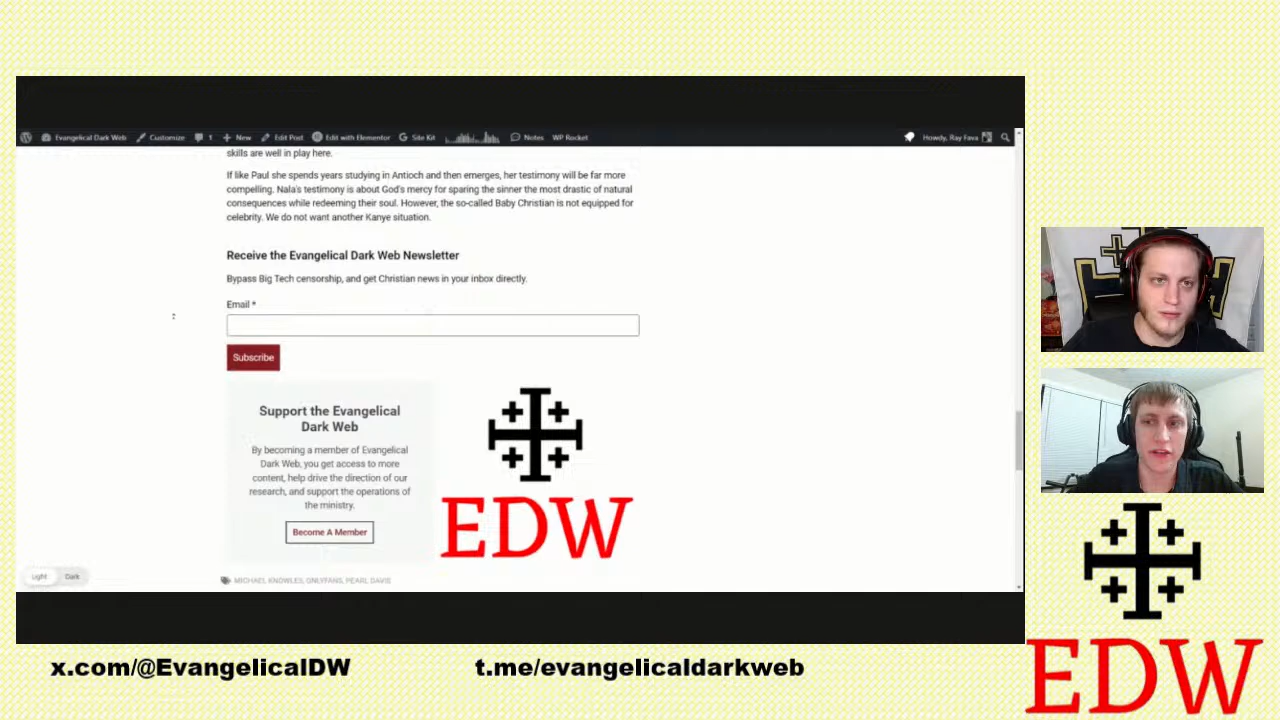 Evangelical Dark Web
Customize
1
New
Edit Post
Edit with Elementor
Site Kit
Notes
WP Rocket
Howdy, Ray Fava
skills are well in play here.
If like Paul she spends years studying in Antioch and then emerges, her testimony will be far more
compelling. Nala's testimony is about God's mercy for sparing the sinner the most drastic of natural
consequences while redeeming their soul. However, the so-called Baby Christian is not equipped for
celebrity. We do not want another Kanye situation.
Receive the Evangelical Dark Web Newsletter
Bypass Big Tech censorship, and get Christian news in your inbox directly.
Email *
Subscribe
Support the Evangelical
Dark Web
By becoming a member of Evangelical
Dark Web, you get access to more
content, help drive the direction of our
research, and support the operations of
the ministry.
Become A Member
EDW
Light
Dark
MICHAEL KNOWLES, ONLYFANS, PEARL DAVIE
x.com/@EvangelicalDW
t.me/evangelicaldarkweb
EDW